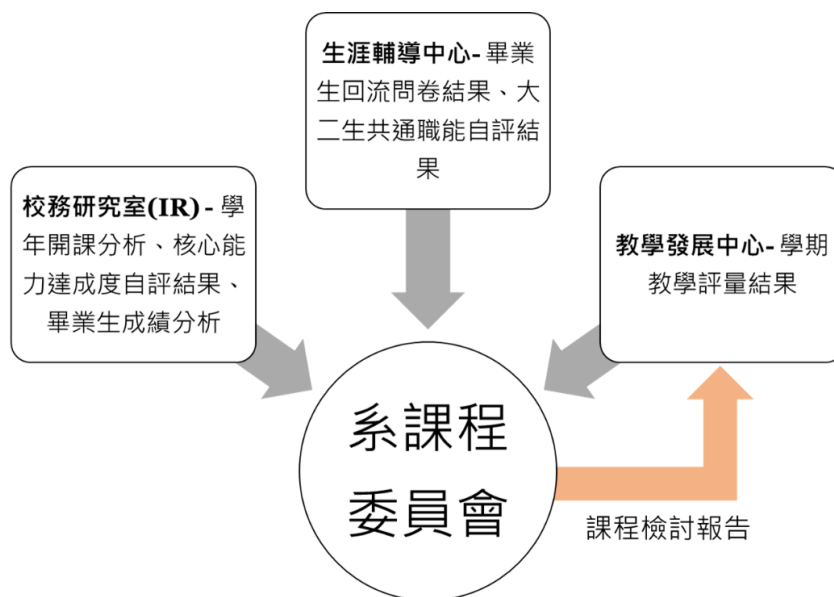 生涯輔導中心- 畢業
生回流問卷結果、大
二生共通職能自評結
果
校務研究室(IR) - 學
年開課分析、核心能
力達成度自評結果、
畢業生成績分析
教學發展中心- 學期
教學評量結果
系課程
委員會
課程檢討報告